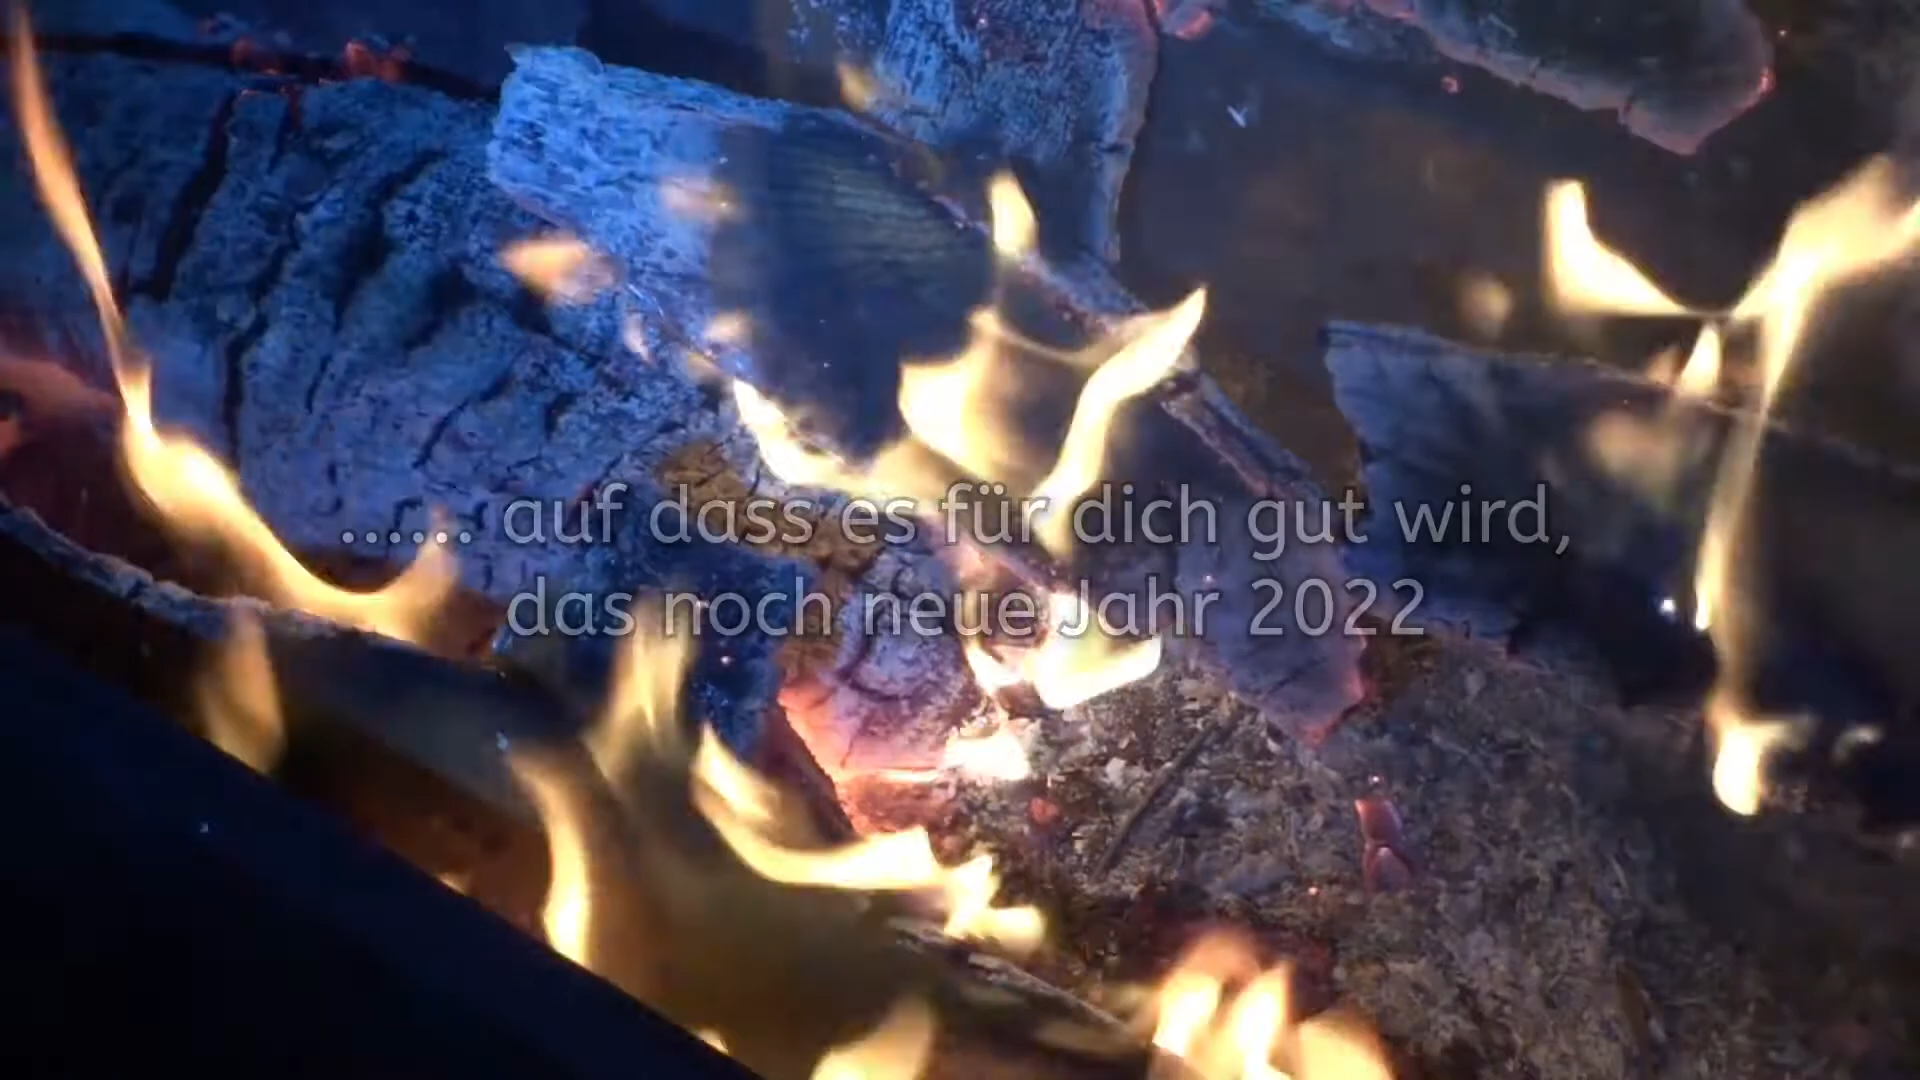 ...... auf dass es für dich gut wird,
das noch neue Jahr 2022